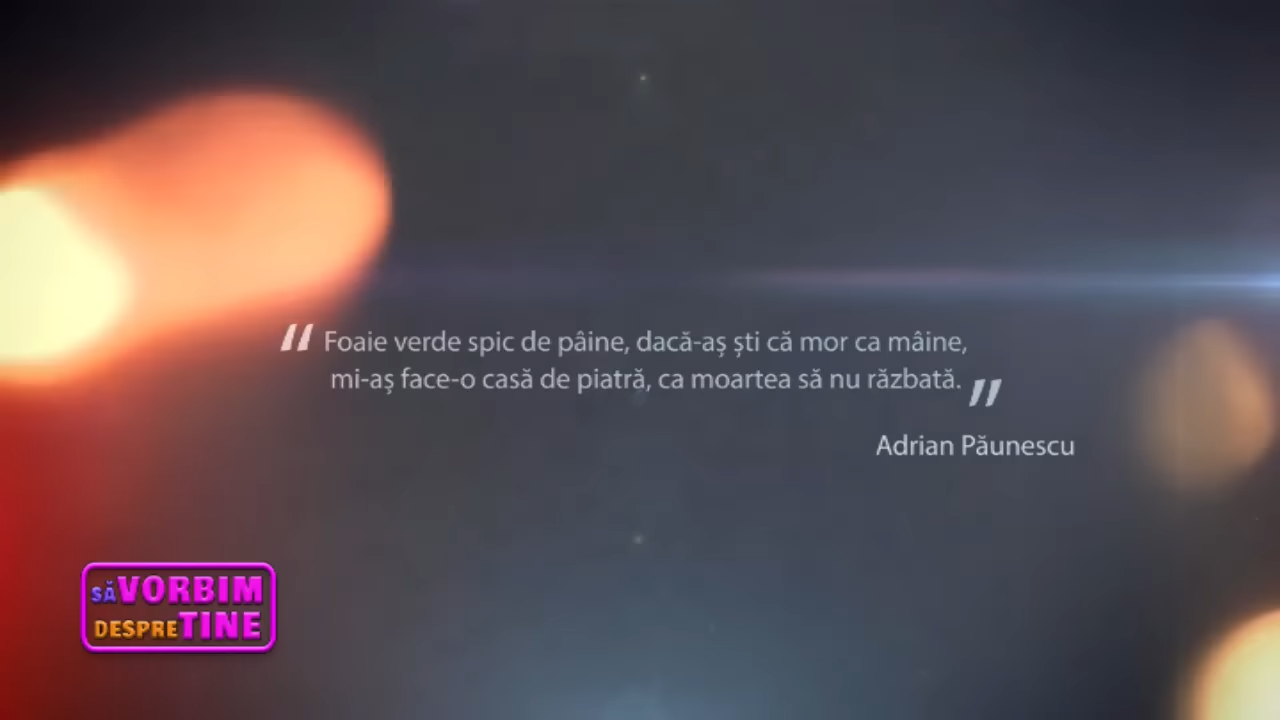 “Foaie verde spic de pâine, dacă-aș ști că mor ca mâine,
mi-aș face-o casă de piatră, ca moartea să nu răzbată.”
Adrian Păunescu
SĂ VORBIM
DESPRE TINE